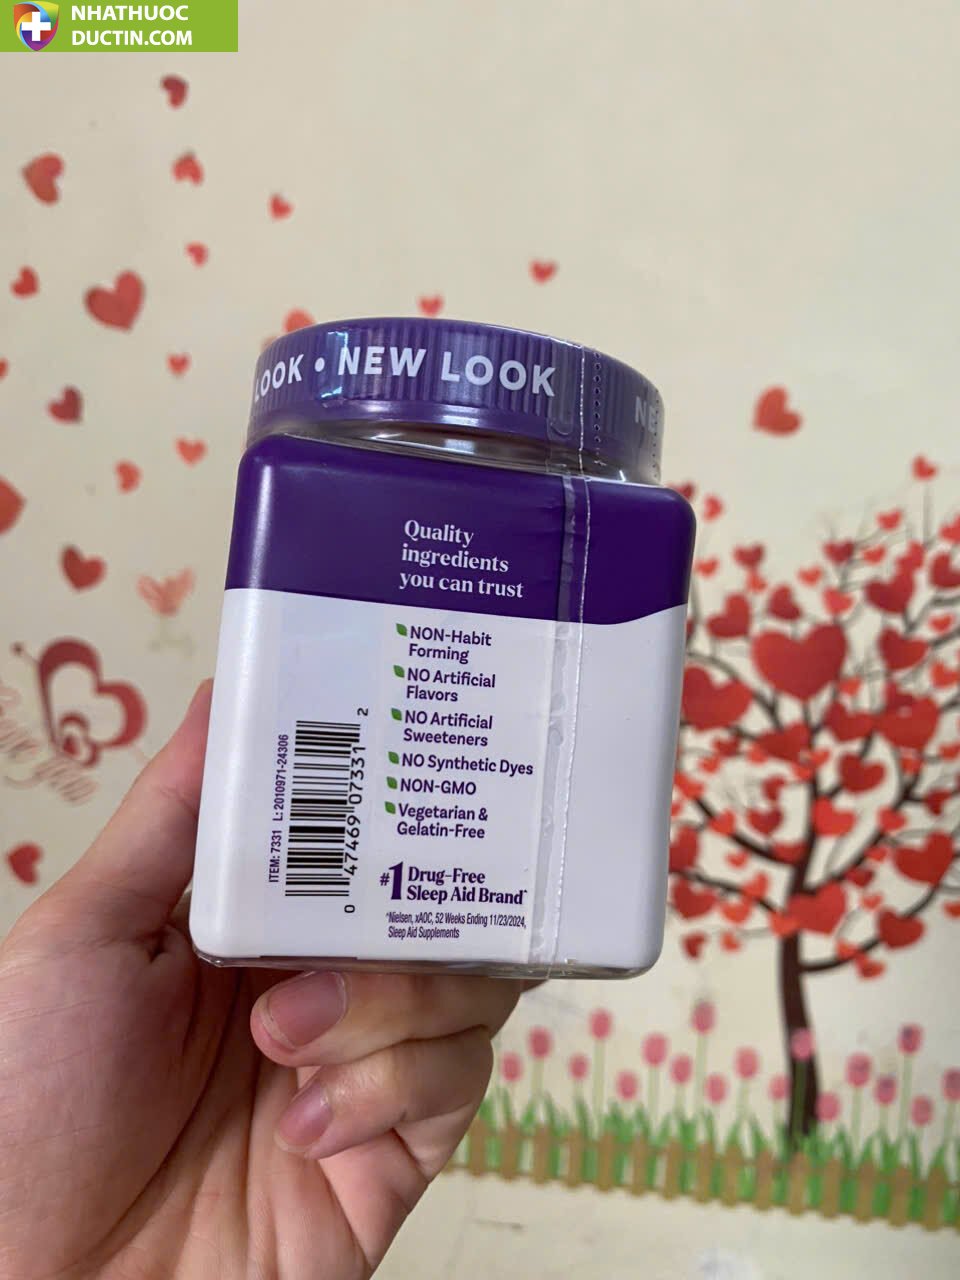 NHATHUOC
DUCTIN.COM
LOOK • NEW LOOK
Quality
ingredients
you can trust
NON-Habit
Forming
NO Artificial
Flavors
NO Artificial
Sweeteners
NO Synthetic Dyes
NON-GMO
Vegetarian &
Gelatin-Free
#1 Drug-Free
Sleep Aid Brand^
^Nielsen, xAOC, 52 Weeks Ending 11/23/2024,
Sleep Aid Supplements
ITEM: 7331 L: 2010971-24306
0 47469 07331 2